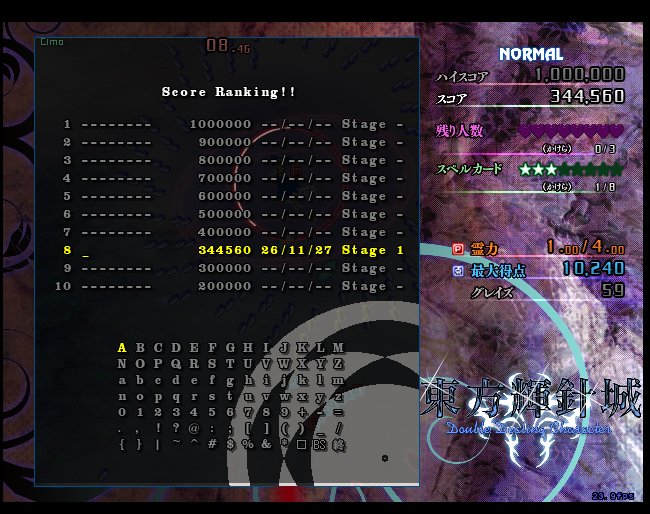 Cimo
08.46
Score Ranking!!
1 -------- 1000000 --/--/-- Stage -
2 -------- 900000 --/--/-- Stage -
3 -------- 800000 --/--/-- Stage -
4 -------- 700000 --/--/-- Stage -
5 -------- 600000 --/--/-- Stage -
6 -------- 500000 --/--/-- Stage -
7 -------- 400000 --/--/-- Stage -
8 _ 344560 26/11/27 Stage 1
9 -------- 300000 --/--/-- Stage -
10 -------- 200000 --/--/-- Stage -
A B C D E F G H I J K L M
N O P Q R S T U V W X Y Z
a b c d e f g h i j k l m
n o p q r s t u v w x y z
0 1 2 3 4 5 6 7 8 9 + - =
. , ! ? @ : ; [ ] ( ) _ /
{ } | ~ ^ # $ % & * □ BS 終
NORMAL
ハイスコア 1,000,000
スコア 344,560
残り人数
(かけら) 0/3
スペルカード ★★★★★★★★
(かけら) 1/8
P 霊力 1.00/4.00
最大得点 10,240
グレイズ 59
東方輝針城
Double Dealing Character